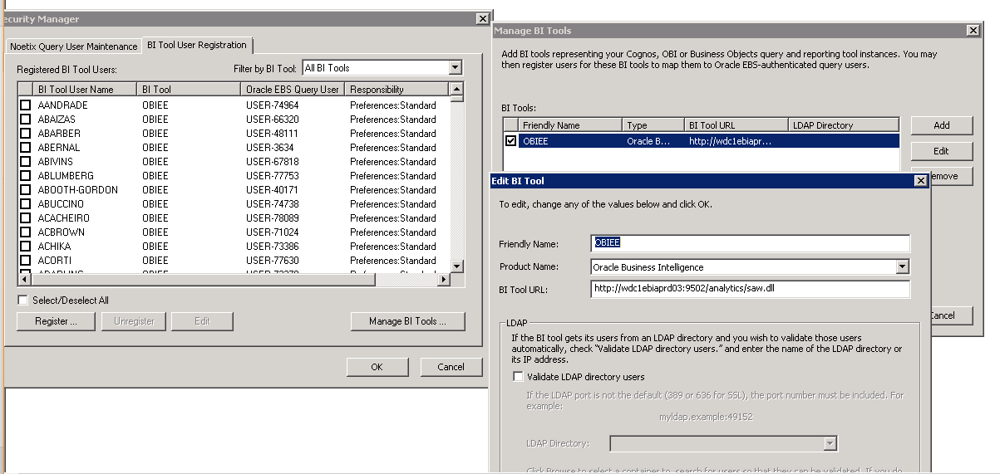 ecurity Manager
Noetix Query User Maintenance BI Tool User Registration
Registered BI Tool Users: Filter by BI Tool: All BI Tools
BI Tool User Name BI Tool Oracle EBS Query User Responsibility
AANDRADE OBIEE USER-74964 Preferences:Standard
ABAIZAS OBIEE USER-66320 Preferences:Standard
ABARBER OBIEE USER-48111 Preferences:Standard
ABERNAL OBIEE USER-3634 Preferences:Standard
ABIVINS OBIEE USER-67818 Preferences:Standard
ABLUMBERG OBIEE USER-77753 Preferences:Standard
ABOOTH-GORDON OBIEE USER-40171 Preferences:Standard
ABUCCINO OBIEE USER-74738 Preferences:Standard
ACACHEIRO OBIEE USER-78089 Preferences:Standard
ACBROWN OBIEE USER-71024 Preferences:Standard
ACHIKA OBIEE USER-73386 Preferences:Standard
ACORTI OBIEE USER-77630 Preferences:Standard
Select/Deselect All
Register ... Unregister Edit Manage BI Tools ...
OK Cancel
Manage BI Tools
Add BI tools representing your Cognos, OBI or Business Objects query and reporting tool instances. You may
then register users for these BI tools to map them to Oracle EBS-authenticated query users.
BI Tools:
Friendly Name Type BI Tool URL LDAP Directory
OBIEE Oracle B... http://wdc1ebiapr...
Add
Edit
emove
ancel
Edit BI Tool
To edit, change any of the values below and click OK.
Friendly Name: OBIEE
Product Name: Oracle Business Intelligence
BI Tool URL: http://wdc1ebiaprd03:9502/analytics/saw.dll
LDAP
If the BI tool gets its users from an LDAP directory and you wish to validate those users
automatically, check "Validate LDAP directory users." and enter the name of the LDAP directory or
its IP address.
Validate LDAP directory users
If the LDAP port is not the default (389 or 636 for SSL), the port number must be included. For
example:
myldap.example:49152
LDAP Directory:
Click Browse to select a container to search for users so that they can be validated. If you do